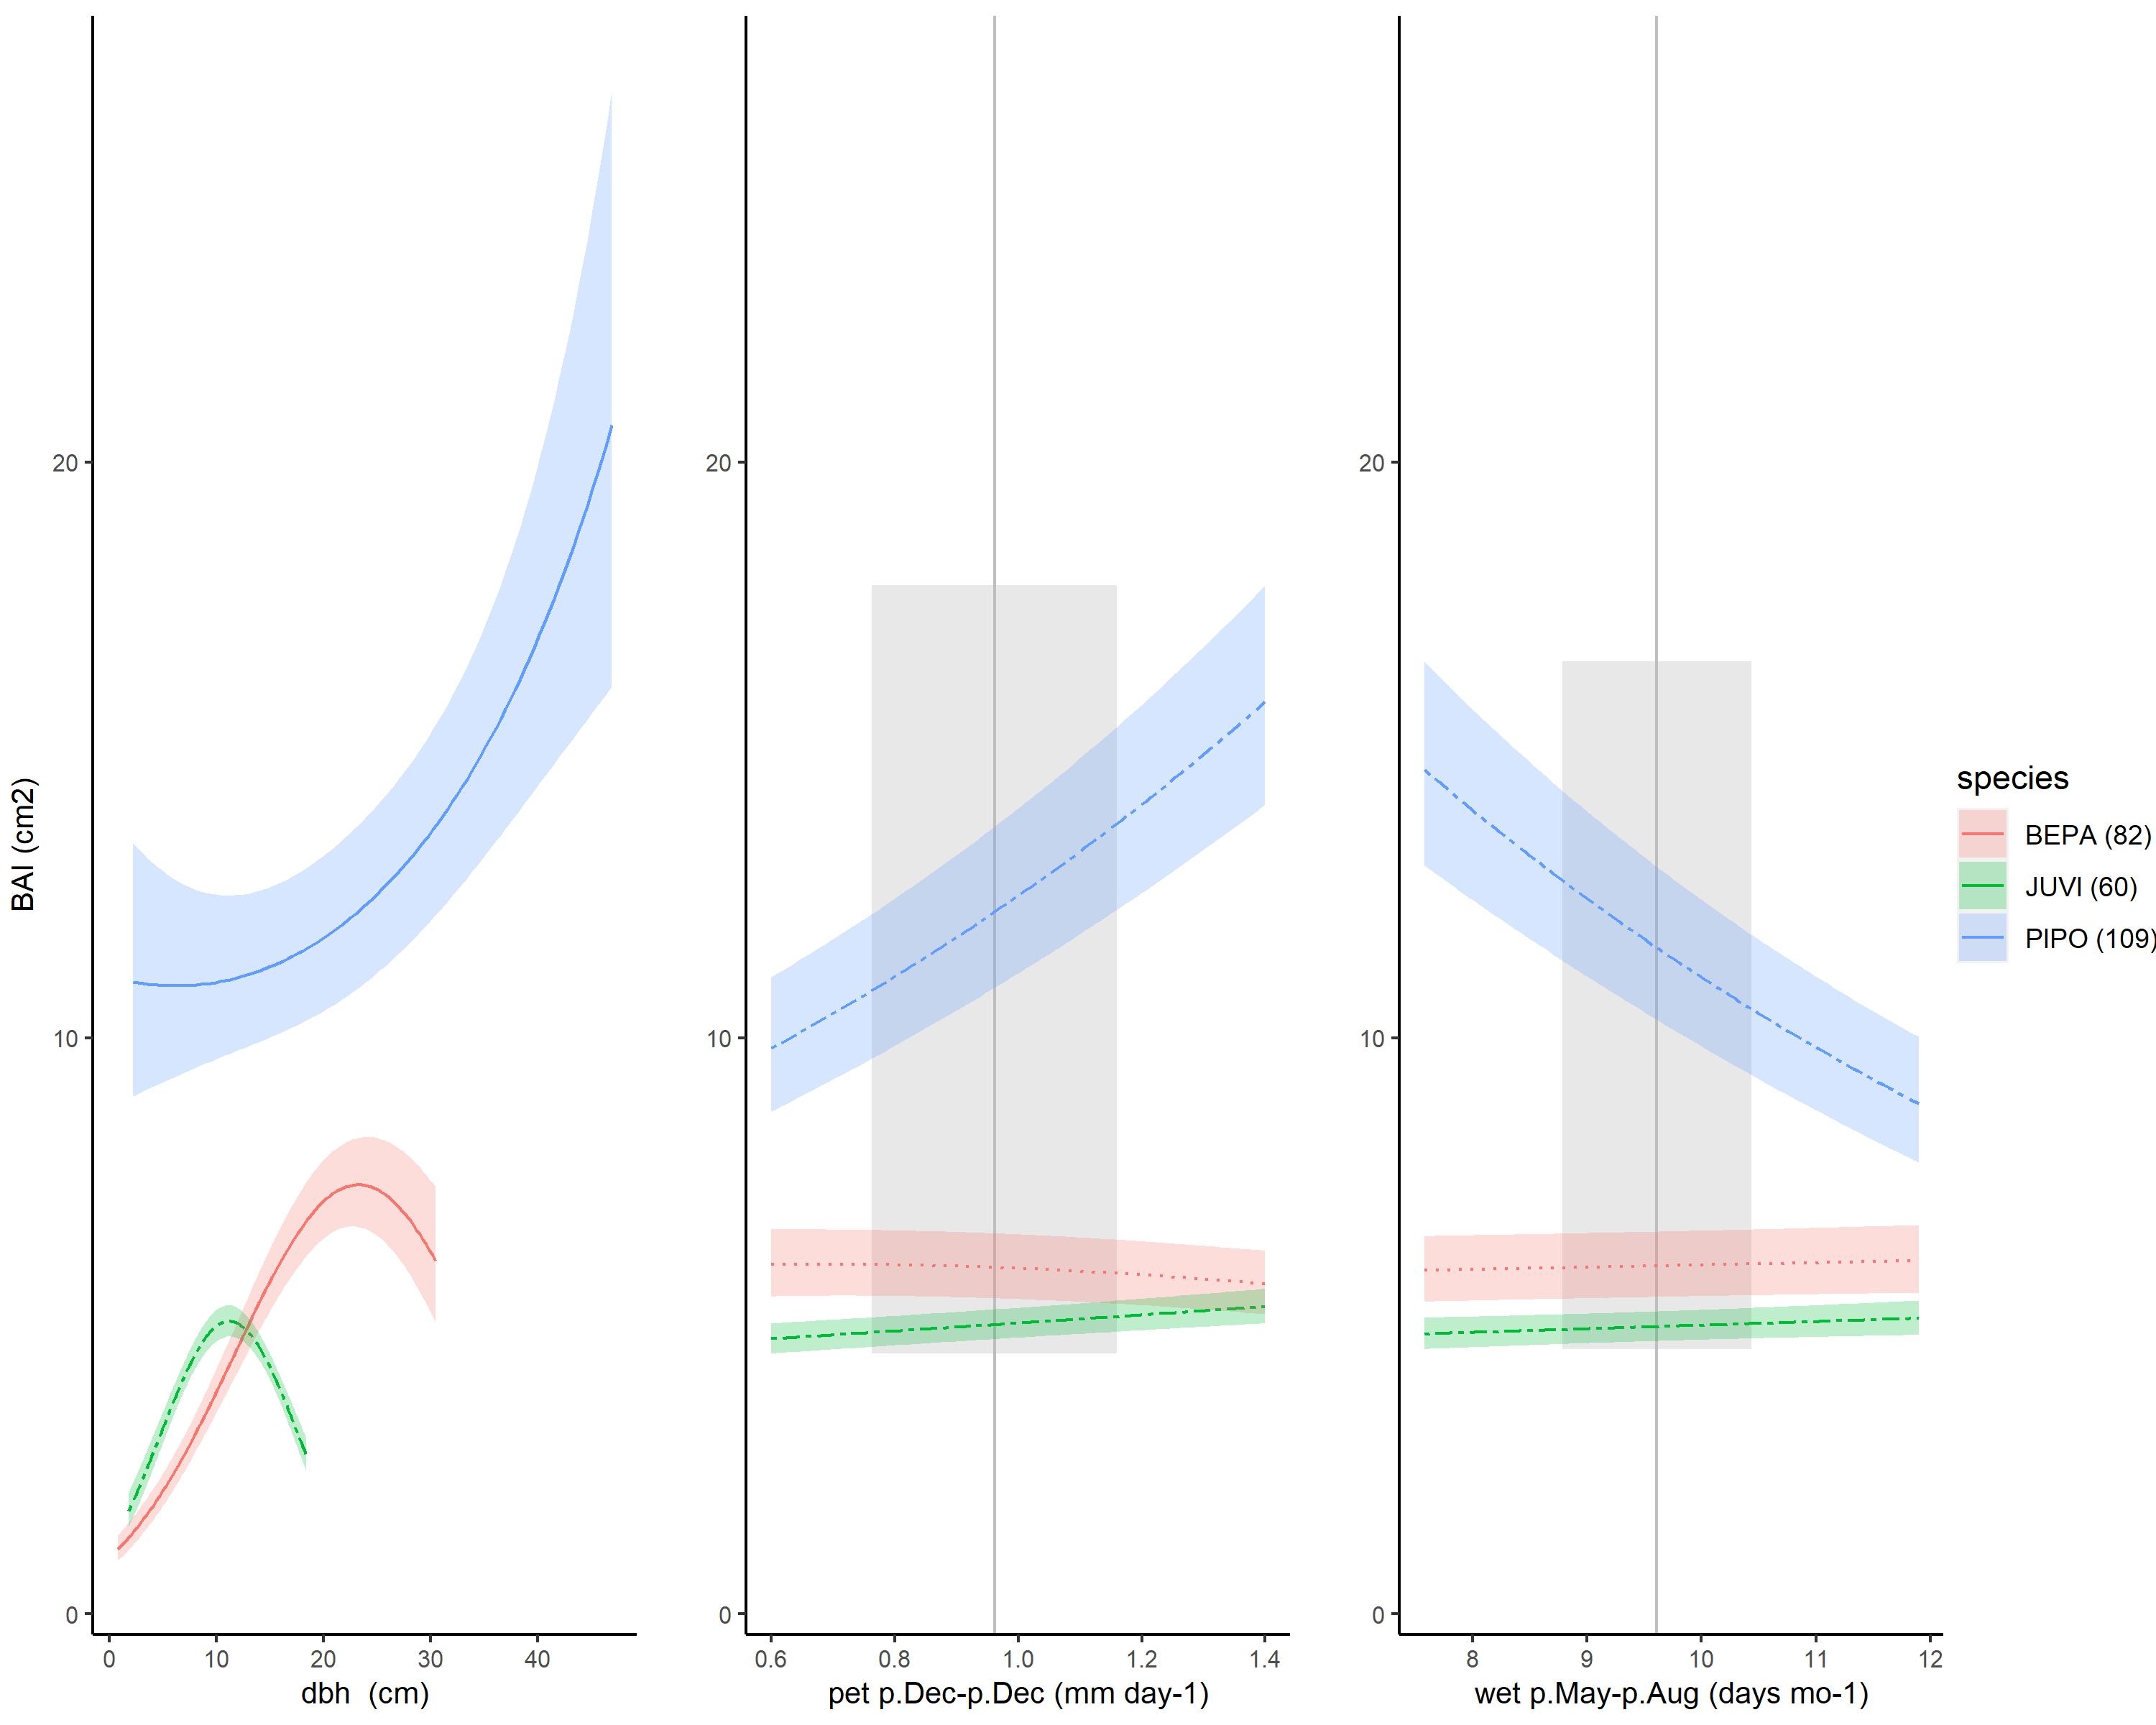 BAI (cm2)
20
10
0
0 10 20 30 40
dbh (cm)
20
10
0
0.6 0.8 1.0 1.2 1.4
pet p.Dec-p.Dec (mm day-1)
20
10
0
8 9 10 11 12
wet p.May-p.Aug (days mo-1)
species
BEPA (82)
JUVI (60)
PIPO (109)